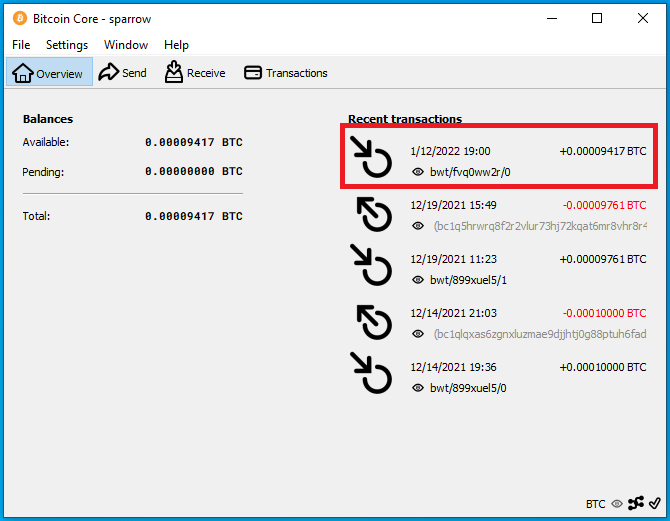 Bitcoin Core - sparrow
File Settings Window Help
Overview Send Receive Transactions
Balances
Available: 0.00009417 BTC
Pending: 0.00000000 BTC
Total: 0.00009417 BTC
Recent transactions
1/12/2022 19:00 +0.00009417 BTC
bwt/fvq0ww2r/0
12/19/2021 15:49 -0.00009761 BTC
(bc1q5hrwrq8f2r2vlur73hj72kqat6mr8vhr8r4
12/19/2021 11:23 +0.00009761 BTC
bwt/899xuel5/1
12/14/2021 21:03 -0.00010000 BTC
(bc1qlqxas6zgnxluzmae9djjhtj0g88ptuh6fad
12/14/2021 19:36 +0.00010000 BTC
bwt/899xuel5/0
BTC